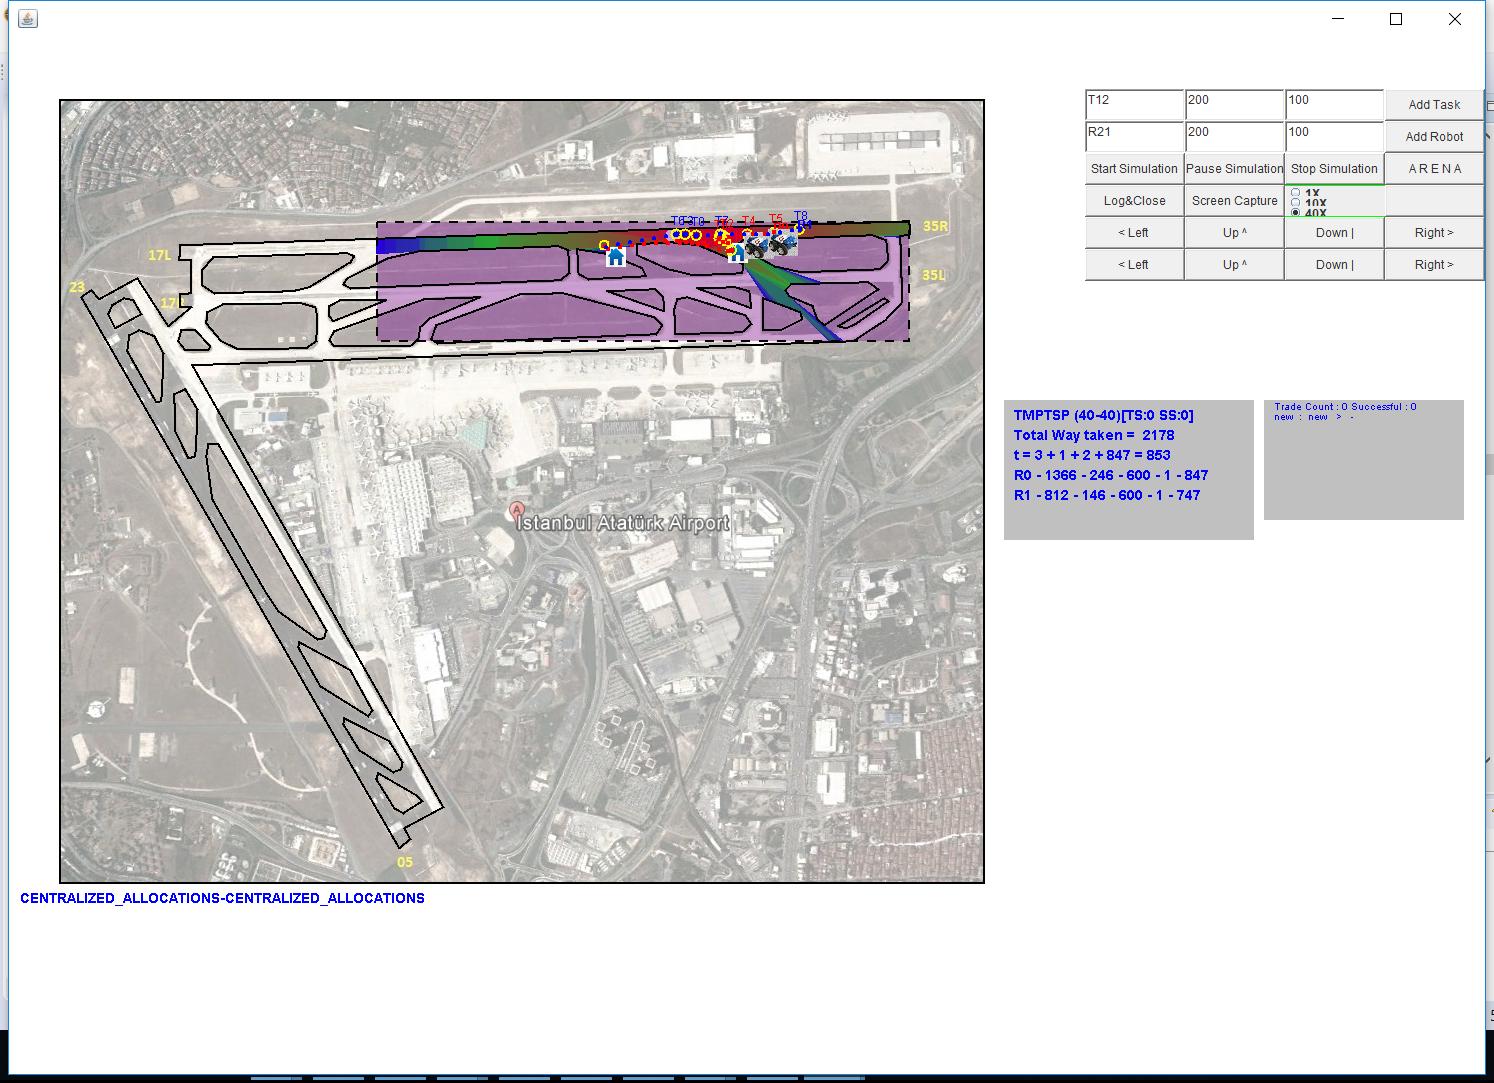 T12 200 100 Add Task
R21 200 100 Add Robot
Start Simulation Pause Simulation Stop Simulation A R E N A
Log&Close Screen Capture 1X
10X
40X
< Left Up ^ Down | Right >
< Left Up ^ Down | Right >
T5
T8
T4
35R
17L
35L
23
TMPTSP (40-40)[TS:0 SS:0]
Total Way taken = 2178
t = 3 + 1 + 2 + 847 = 853
R0 - 1366 - 246 - 600 - 1 - 847
R1 - 812 - 146 - 600 - 1 - 747
Trade Count : 0 Successful : 0
new : new > -
A
İstanbul Atatürk Airport
05
CENTRALIZED_ALLOCATIONS-CENTRALIZED_ALLOCATIONS